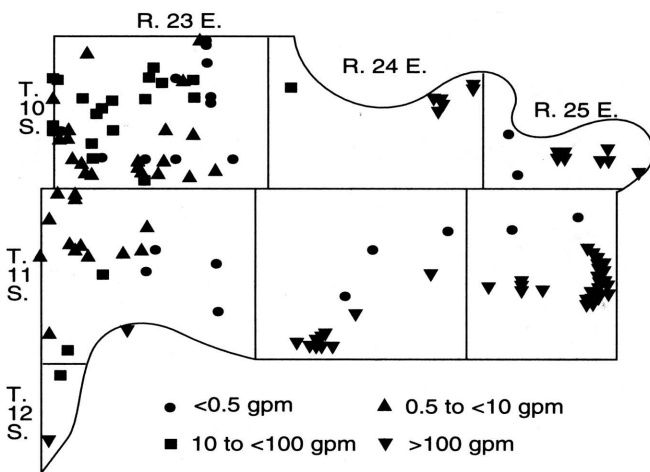 R. 23 E.
R. 24 E.
R. 25 E.
T.
10
S.
T.
11
S.
T.
12
S.
<0.5 gpm
0.5 to <10 gpm
10 to <100 gpm
>100 gpm